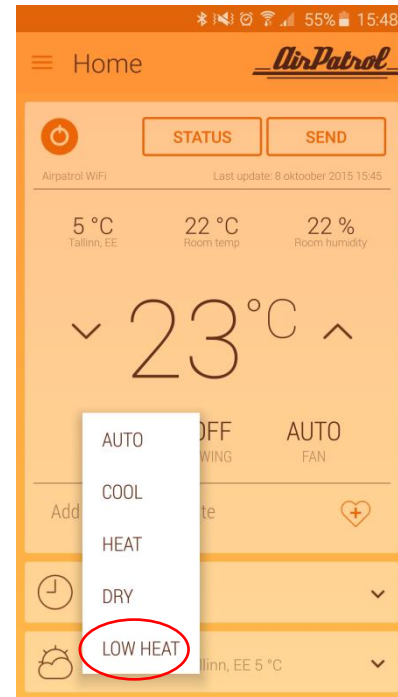 55% 15:48
Home AirPatrol
STATUS SEND
Airpatrol WiFi Last update: 8 oktoober 2015 15:45
5 °C 22 °C 22 %
Tallinn, EE Room temp Room humidity
23°C
AUTO
COOL
HEAT
DRY
LOW HEAT
OFF AUTO
WING FAN
Add te
llinn, EE 5 °C